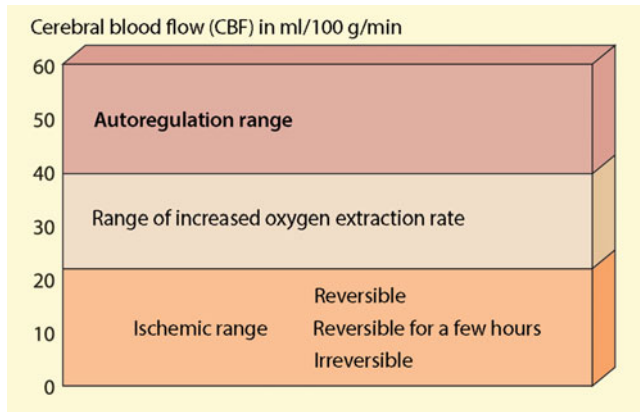 Cerebral blood flow (CBF) in ml/100 g/min
60
50
Autoregulation range
40
30
Range of increased oxygen extraction rate
20
Reversible
10
Ischemic range
Reversible for a few hours
Irreversible
0